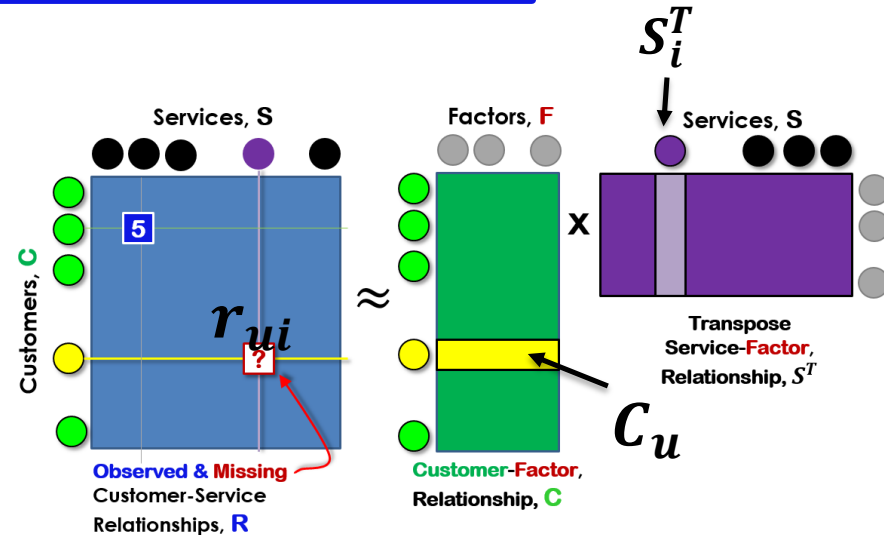 S_i^T
Services, S
Factors, F
Services, S
Customers, C
5
x
r_ui
≈
?
C_u
Transpose
Service-Factor,
Relationship, S^T
Observed & Missing
Customer-Service
Relationships, R
Customer-Factor,
Relationship, C